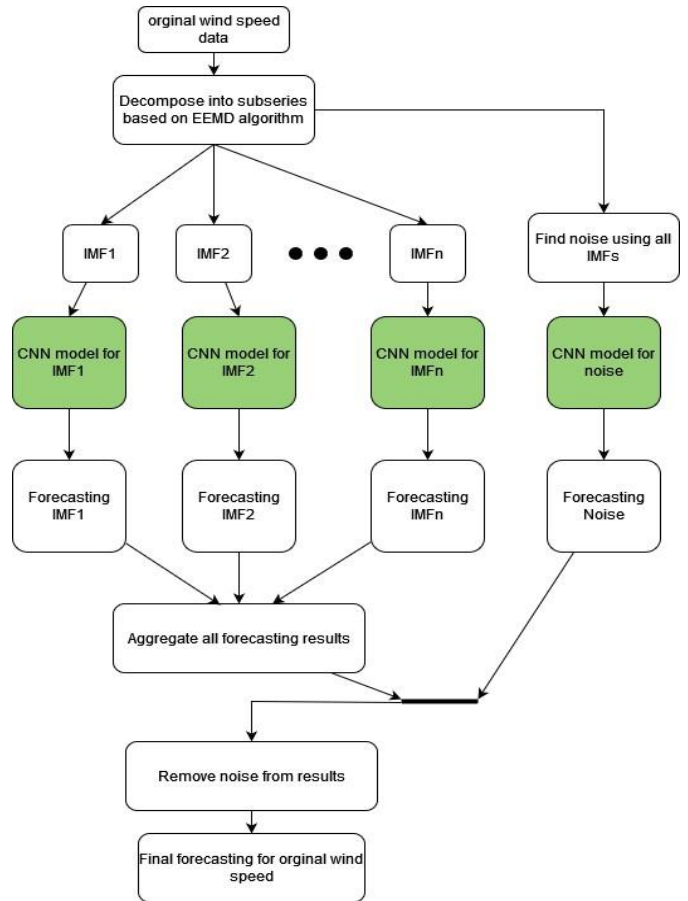 orginal wind speed
data
Decompose into subseries
based on EEMD algorithm
IMF1
IMF2
IMFn
Find noise using all
IMFs
CNN model for
IMF1
CNN model for
IMF2
CNN model for
IMFn
CNN model for
noise
Forecasting
IMF1
Forecasting
IMF2
Forecasting
IMFn
Forecasting
Noise
Aggregate all forecasting results
Remove noise from results
Final forecasting for orginal wind
speed